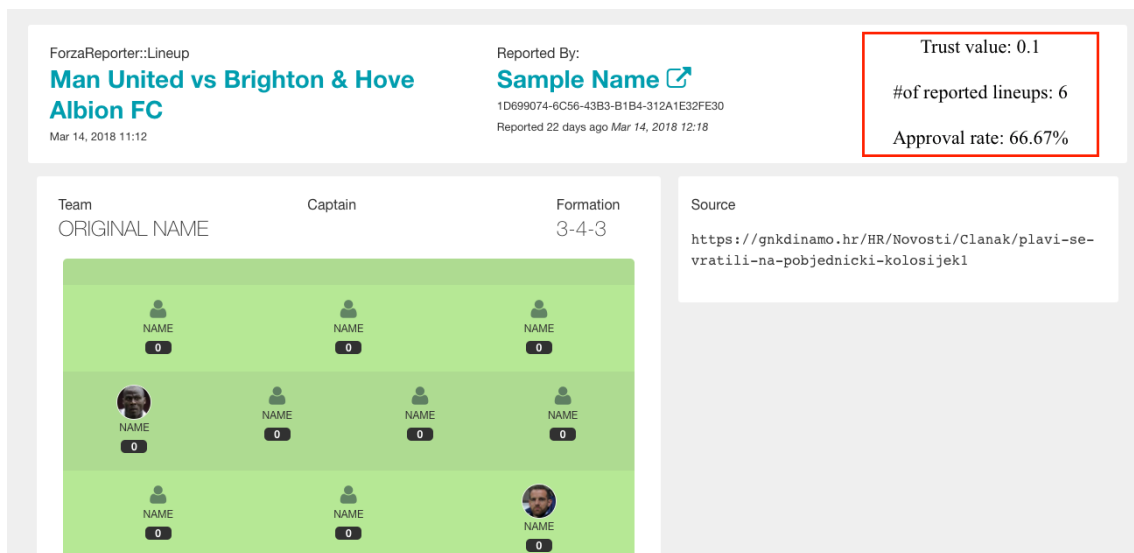 ForzaReporter::Lineup
Man United vs Brighton & Hove
Albion FC
Mar 14, 2018 11:12
Reported By:
Sample Name
1D699074-6C56-43B3-B1B4-312A1E32FE30
Reported 22 days ago Mar 14, 2018 12:18
Trust value: 0.1
#of reported lineups: 6
Approval rate: 66.67%
Team
ORIGINAL NAME
Captain
Formation
3-4-3
NAME NAME NAME
0 0 0
NAME NAME NAME NAME
0 0 0 0
NAME NAME NAME
0 0 0
Source
https://gnkdinamo.hr/HR/Novosti/Clanak/plavi-se-
vratili-na-pobjednicki-kolosijek1